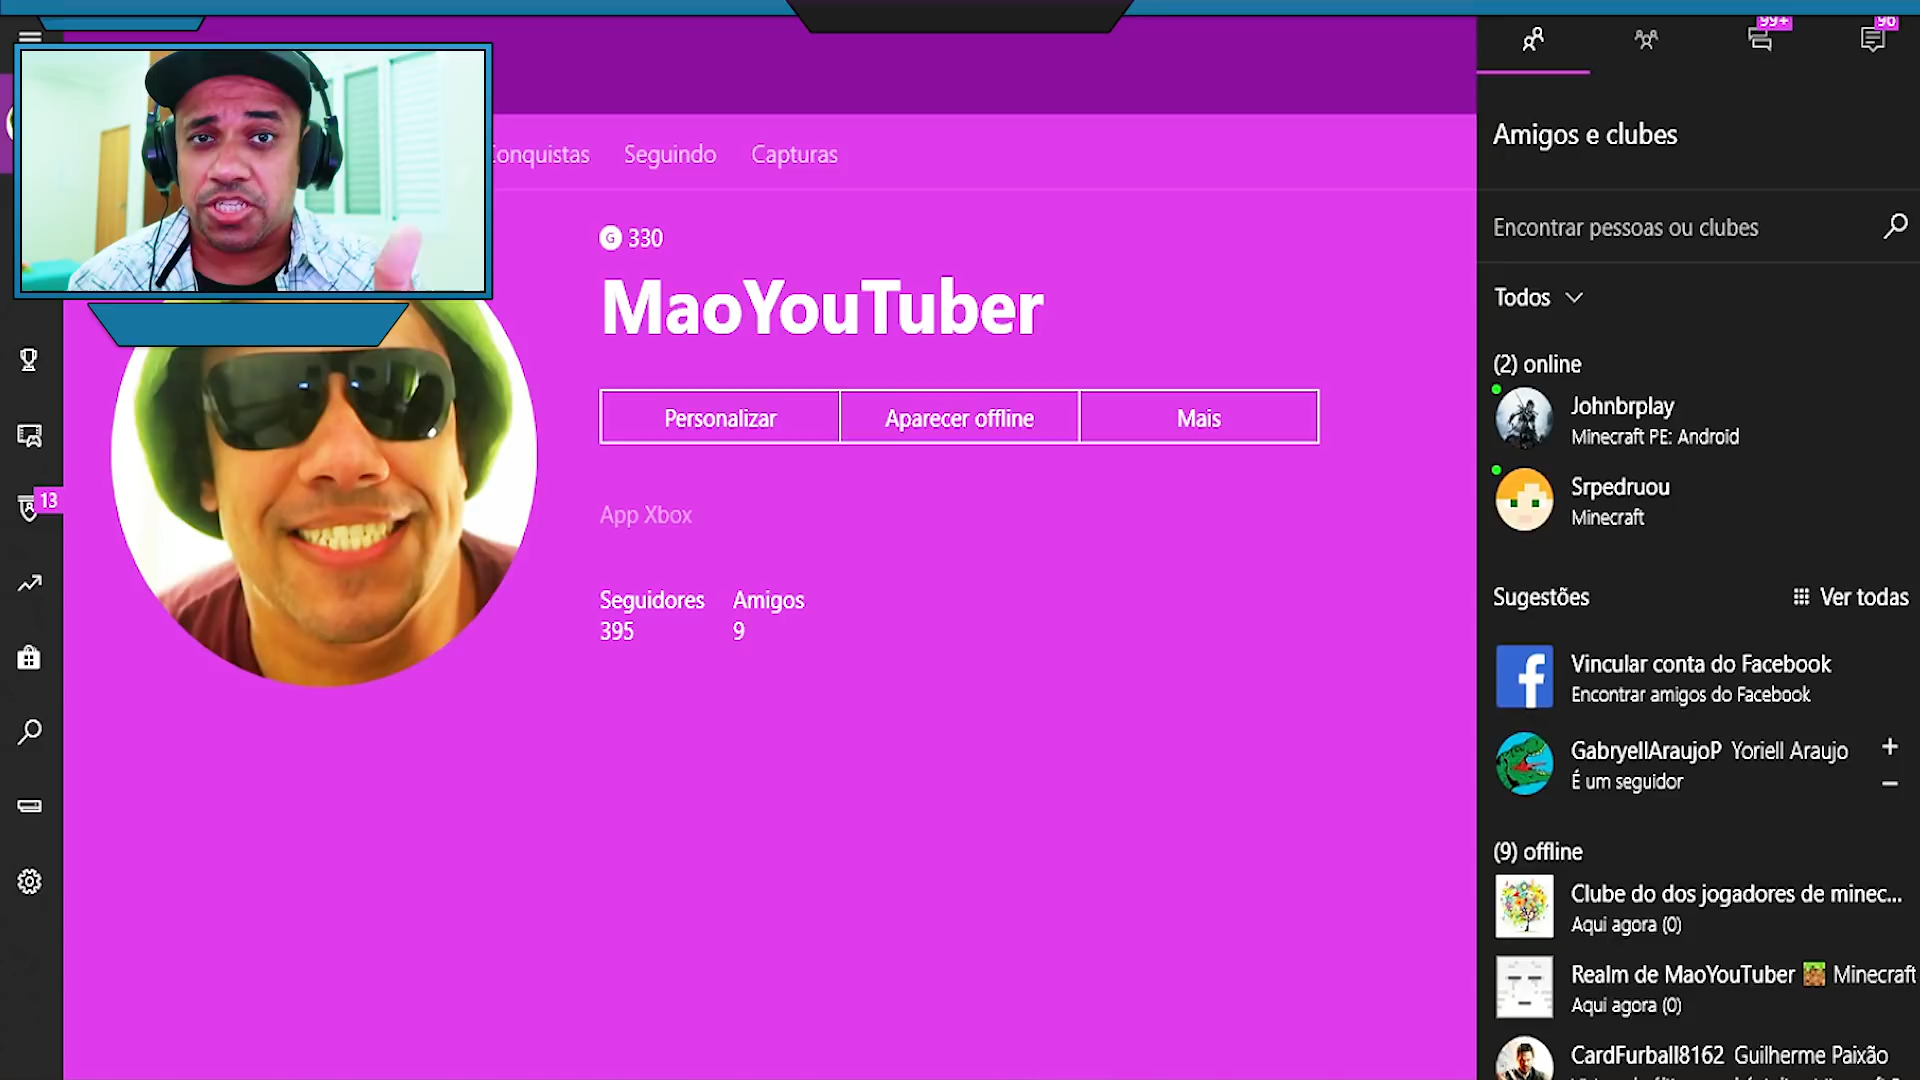 Conquistas
Seguindo
Capturas
G 330
MaoYouTuber
Personalizar
Aparecer offline
Mais
App Xbox
Seguidores
395
Amigos
9
13
99+
96
Amigos e clubes
Encontrar pessoas ou clubes
Todos
(2) online
Johnbrplay
Minecraft PE: Android
Srpedruou
Minecraft
Sugestões
Ver todas
Vincular conta do Facebook
Encontrar amigos do Facebook
GabryellAraujoP Yoriell Araujo
É um seguidor
(9) offline
Clube do dos jogadores de minec...
Aqui agora (0)
Realm de MaoYouTuber Minecraft
Aqui agora (0)
CardFurball8162 Guilherme Paixão